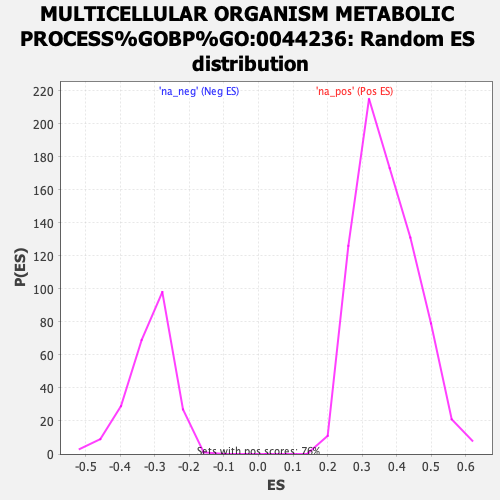 MULTICELLULAR ORGANISM METABOLIC
PROCESS%GOBP%GO:0044236: Random ES
distribution
'na_neg' (Neg ES)
'na_pos' (Pos ES)
220
200
180
160
140
120
100
80
60
40
20
0
P(ES)
Sets with pos scores: 76%
-0.5 -0.4 -0.3 -0.2 -0.1 0.0 0.1 0.2 0.3 0.4 0.5 0.6
ES